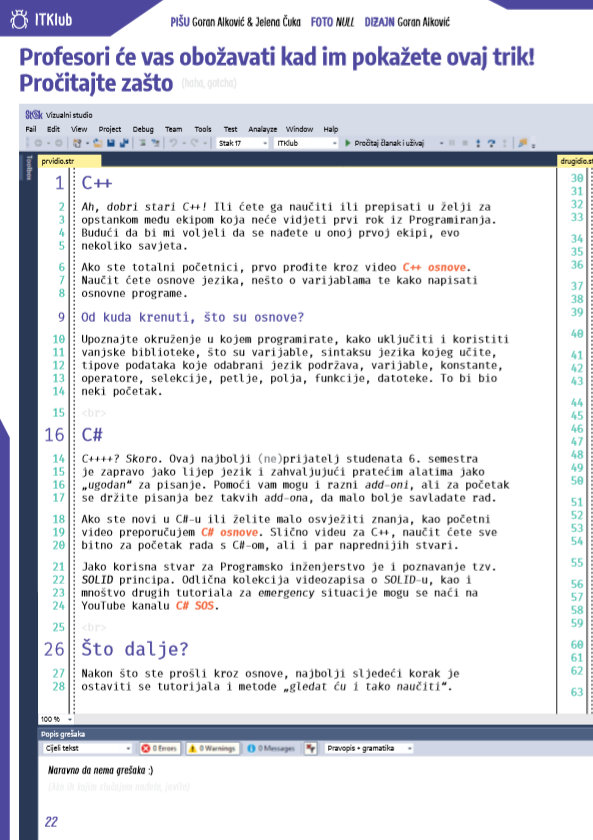 ITKlub
PIŠU Goran Alković & Jelena Čuka FOTO NULL DIZAJN Goran Alković
Profesori će vas obožavati kad im pokažete ovaj trik!
Pročitajte zašto (haha, gotcha)
Vizualni studio
Fail Edit View Project Debug Team Tools Test Analayze Window Halp
Stak 17 ITKlub Pročitaj članak i uživaj
Toolbox
prvidio.str
drugidio.st
1 C++
2 Ah, dobri stari C++! Ili ćete ga naučiti ili prepisati u želji za
3 opstankom među ekipom koja neće vidjeti prvi rok iz Programiranja.
4 Budući da bi mi voljeli da se nađete u onoj prvoj ekipi, evo
5 nekoliko savjeta.
6 Ako ste totalni početnici, prvo prođite kroz video C++ osnove.
7 Naučit ćete osnove jezika, nešto o varijablama te kako napisati
8 osnovne programe.
9 Od kuda krenuti, što su osnove?
10 Upoznajte okruženje u kojem programirate, kako uključiti i koristiti
11 vanjske biblioteke, što su varijable, sintaksu jezika kojeg učite,
12 tipove podataka koje odabrani jezik podržava, varijable, konstante,
13 operatore, selekcije, petlje, polja, funkcije, datoteke. To bi bio
14 neki početak.
15 <br>
16 C#
14 C++++? Skoro. Ovaj najbolji (ne)prijatelj studenata 6. semestra
15 je zapravo jako lijep jezik i zahvaljujući pratećim alatima jako
16 „ugodan“ za pisanje. Pomoći vam mogu i razni add-oni, ali za početak
17 se držite pisanja bez takvih add-ona, da malo bolje savladate rad.
18 Ako ste novi u C#-u ili želite malo osvježiti znanja, kao početni
19 video preporučujem C# osnove. Slično videu za C++, naučit ćete sve
20 bitno za početak rada s C#-om, ali i par naprednijih stvari.
21 Jako korisna stvar za Programsko inženjerstvo je i poznavanje tzv.
22 SOLID principa. Odlična kolekcija videozapisa o SOLID-u, kao i
23 mnoštvo drugih tutoriala za emergency situacije mogu se naći na
24 YouTube kanalu C# SOS.
25 <br>
26 Što dalje?
27 Nakon što ste prošli kroz osnove, najbolji sljedeći korak je
28 ostaviti se tutorijala i metode „gledat ću i tako naučiti“.
30
31
32
33
34
35
36
37
38
39
40
41
42
43
44
45
46
47
48
49
50
51
52
53
54
55
56
57
58
59
60
61
62
63
100 %
Popis grešaka
Cijeli tekst 0 Errors 0 Warnings 0 Messages Pravopis + gramatika
Naravno da nema grešaka :)
22